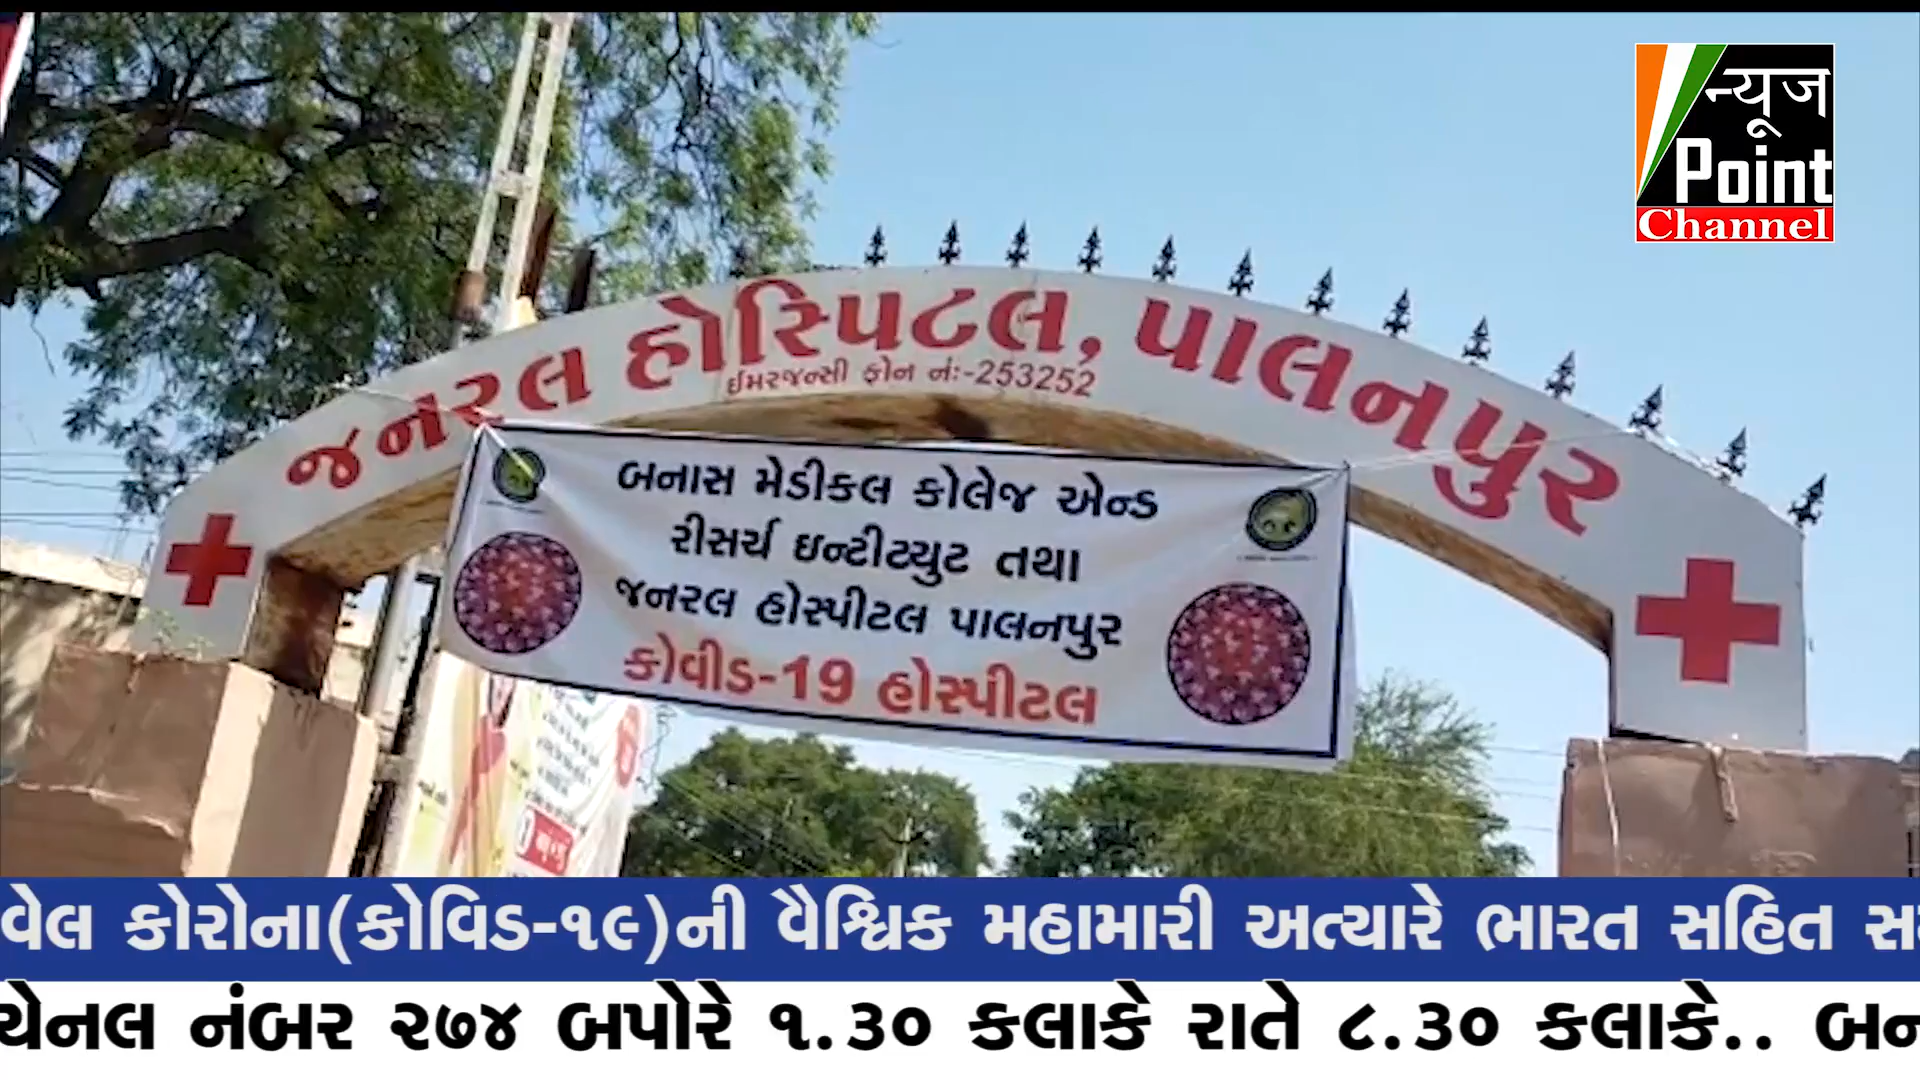 न्यूज
Point
Channel
જનરલ હોસ્પિટલ, પાલનપુર
ઈમરજન્સી ફોન નંઃ-253252
બનાસ મેડીકલ કોલેજ એન્ડ
રીસર્ચ ઇન્ટીટ્યુટ તથા
જનરલ હોસ્પીટલ પાલનપુર
કોવીડ-19 હોસ્પીટલ
વેલ કોરોના(કોવિડ-૧૯)ની વૈશ્વિક મહામારી અત્યારે ભારત સહિત
નંબર ૨૭૪ બપોરે ૧.૩૦ કલાકે રાતે ૮.૩૦ કલાકે.. બન